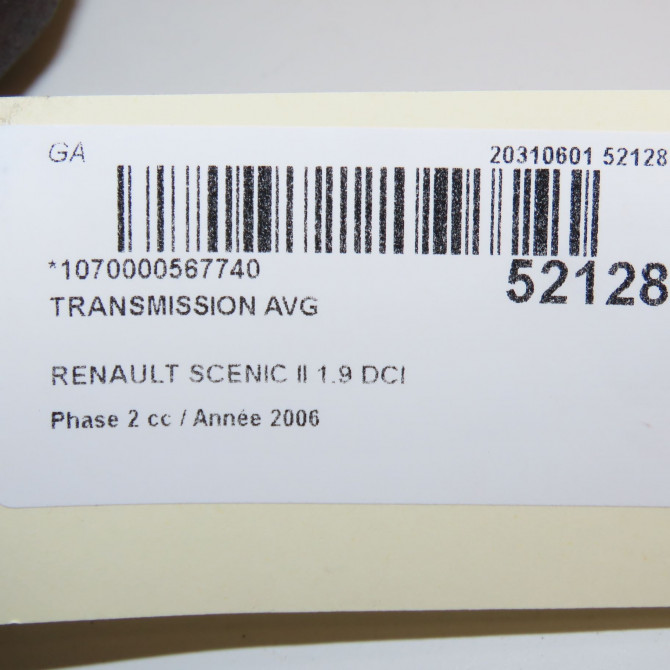 GA 20310601 52128
*1070000567740 52128
TRANSMISSION AVG
RENAULT SCENIC II 1.9 DCI
Phase 2 cc / Année 2006